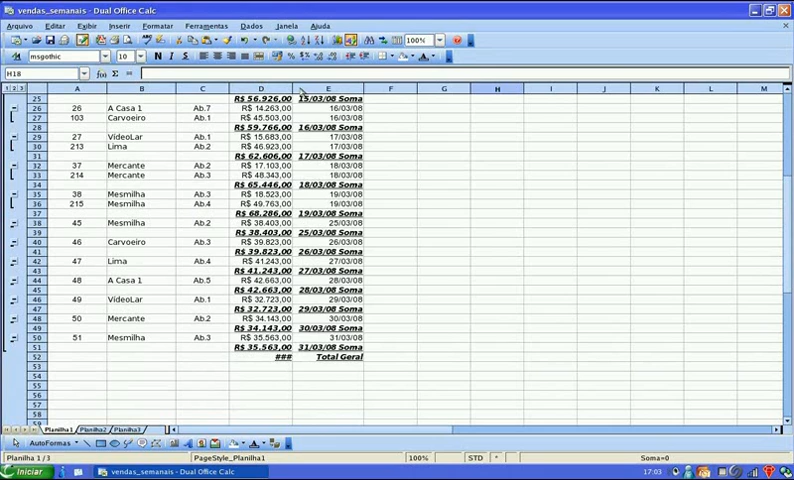 vendas_semanais - Dual Office Calc
Arquivo Editar Exibir Inserir Formatar Ferramentas Dados Janela Ajuda
100%
msgothic 10 N I S
H18 f(x) Σ =
1 2 3 A B C D E F G H I J K L M
25 R$ 56.926,00 15/03/08 Soma
26 26 A Casa 1 Ab.7 R$ 14.263,00 16/03/08
27 103 Carvoeiro Ab.1 R$ 45.503,00 16/03/08
28 R$ 59.766,00 16/03/08 Soma
29 27 VídeoLar Ab.1 R$ 15.683,00 17/03/08
30 213 Lima Ab.2 R$ 46.923,00 17/03/08
31 R$ 62.606,00 17/03/08 Soma
32 37 Mercante Ab.2 R$ 17.103,00 18/03/08
33 214 Mercante Ab.3 R$ 48.343,00 18/03/08
34 R$ 65.446,00 18/03/08 Soma
35 38 Mesmilha Ab.3 R$ 18.523,00 19/03/08
36 215 Mesmilha Ab.4 R$ 49.763,00 19/03/08
37 R$ 68.286,00 19/03/08 Soma
38 45 Mesmilha Ab.2 R$ 38.403,00 25/03/08
39 R$ 38.403,00 25/03/08 Soma
40 46 Carvoeiro Ab.3 R$ 39.823,00 26/03/08
41 R$ 39.823,00 26/03/08 Soma
42 47 Lima Ab.4 R$ 41.243,00 27/03/08
43 R$ 41.243,00 27/03/08 Soma
44 48 A Casa 1 Ab.5 R$ 42.663,00 28/03/08
45 R$ 42.663,00 28/03/08 Soma
46 49 VídeoLar Ab.1 R$ 32.723,00 29/03/08
47 R$ 32.723,00 29/03/08 Soma
48 50 Mercante Ab.2 R$ 34.143,00 30/03/08
49 R$ 34.143,00 30/03/08 Soma
50 51 Mesmilha Ab.3 R$ 35.563,00 31/03/08
51 R$ 35.563,00 31/03/08 Soma
52 ### Total Geral
53
54
55
56
57
58
59
Planilha1 Planilha2 Planilha3
AutoFormas
Planilha 1 / 3 PageStyle_Planilha1 100% STD * Soma=0
Iniciar vendas_semanais - Dual Office Calc 17:03